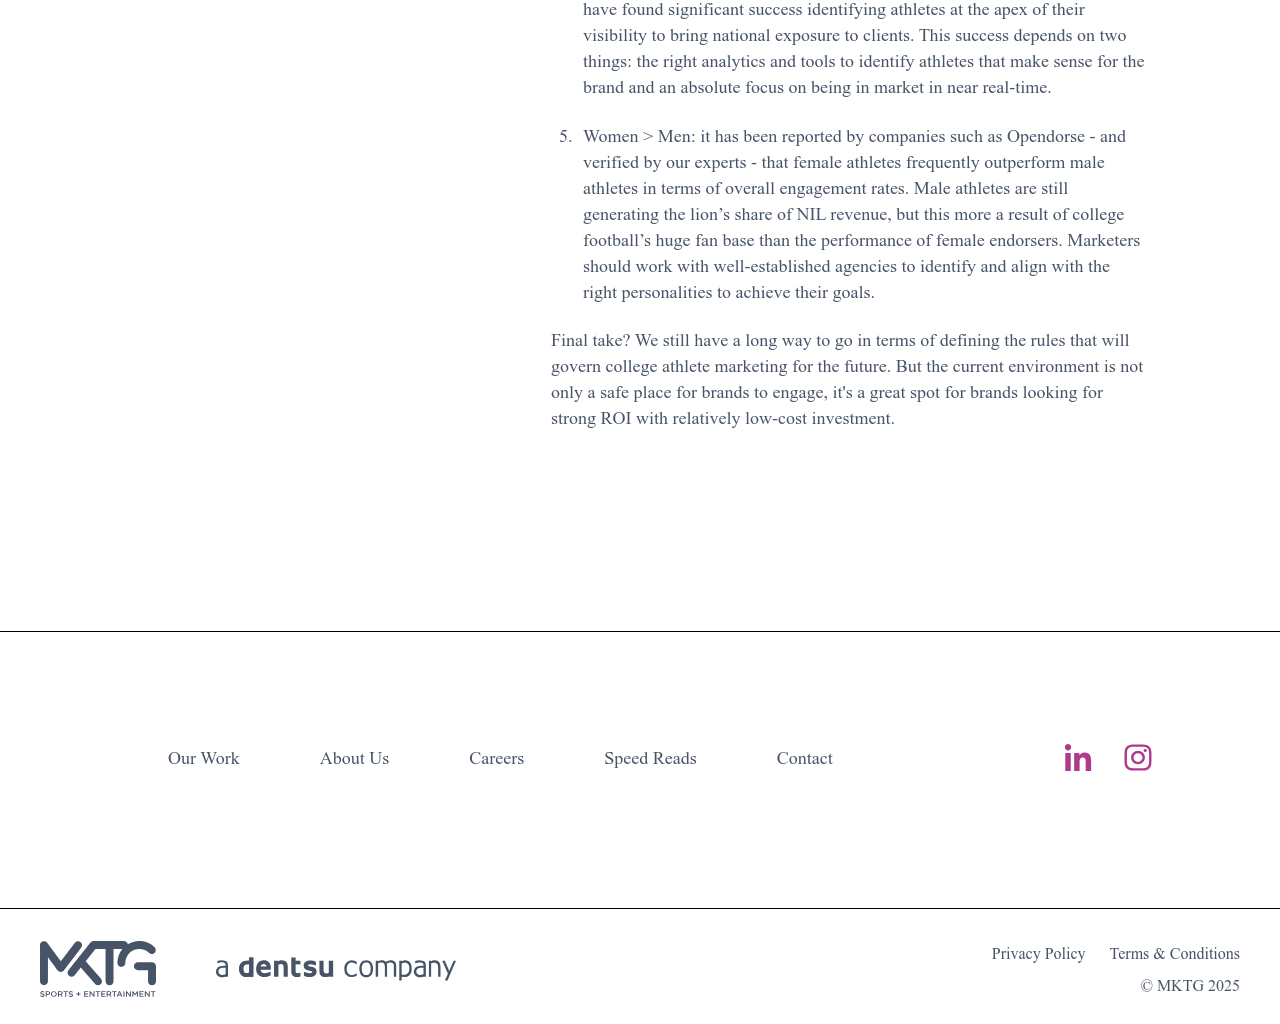 have found significant success identifying athletes at the apex of their
visibility to bring national exposure to clients. This success depends on two
things: the right analytics and tools to identify athletes that make sense for the
brand and an absolute focus on being in market in near real-time.
5. Women > Men: it has been reported by companies such as Opendorse - and
verified by our experts - that female athletes frequently outperform male
athletes in terms of overall engagement rates. Male athletes are still
generating the lion’s share of NIL revenue, but this more a result of college
football’s huge fan base than the performance of female endorsers. Marketers
should work with well-established agencies to identify and align with the
right personalities to achieve their goals.
Final take? We still have a long way to go in terms of defining the rules that will
govern college athlete marketing for the future. But the current environment is not
only a safe place for brands to engage, it's a great spot for brands looking for
strong ROI with relatively low-cost investment.
Our Work About Us Careers Speed Reads Contact in
MKTG
SPORTS + ENTERTAINMENT
a dentsu company
Privacy Policy Terms & Conditions
© MKTG 2025